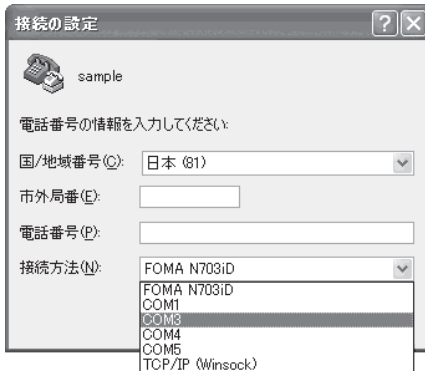 接続の設定
sample
電話番号の情報を入力してください:
国/地域番号(C): 日本 (81)
市外局番(E):
電話番号(P):
接続方法(N): FOMA N703iD
FOMA N703iD
COM1
COM3
COM4
COM5
TCP/IP (Winsock)